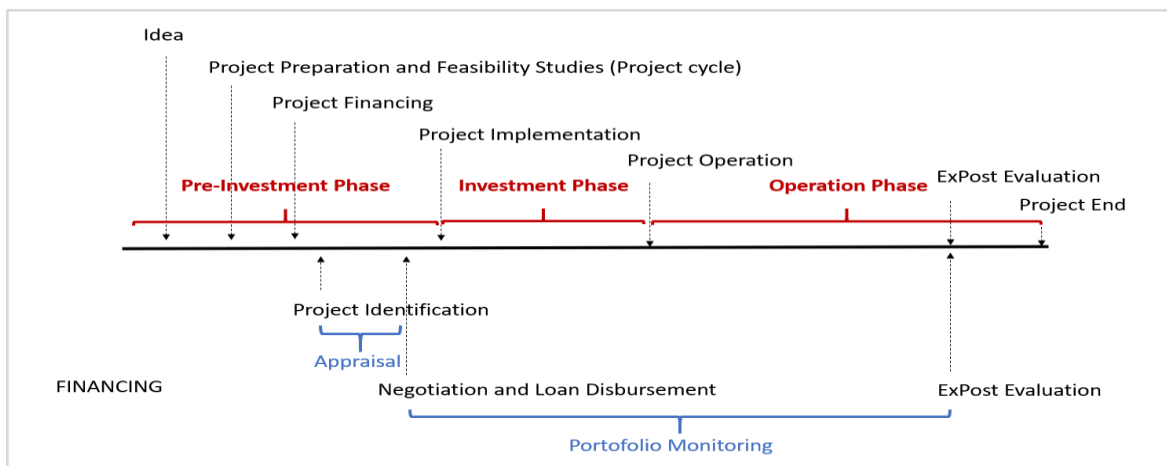 Idea
Project Preparation and Feasibility Studies (Project cycle)
Project Financing
Project Implementation
Project Operation
Pre-Investment Phase
Investment Phase
Operation Phase
ExPost Evaluation
Project End
Project Identification
Appraisal
FINANCING
Negotiation and Loan Disbursement
ExPost Evaluation
Portofolio Monitoring